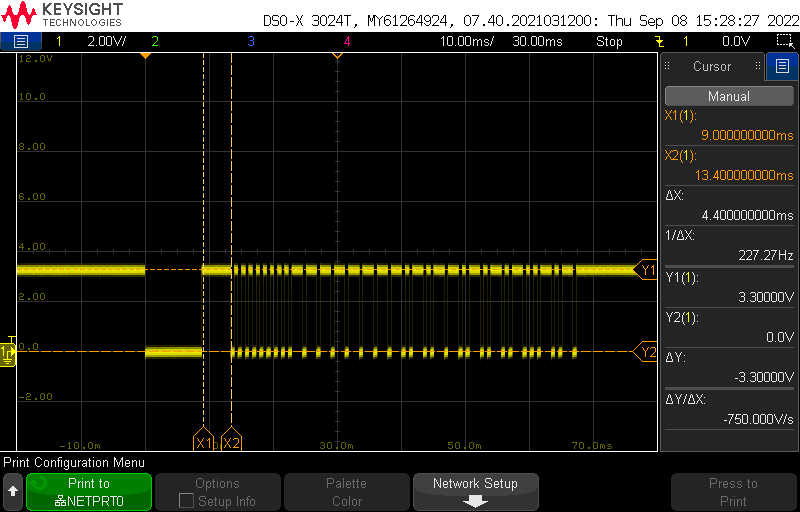 KEYSIGHT
TECHNOLOGIES
DSO-X 3024T, MY61264924, 07.40.2021031200: Thu Sep 08 15:28:27 2022
1 2.00V/ 2 3 4 10.00ms/ 30.00ms Stop 1 0.0V
12.0V
10.0
8.00
6.00
4.00
2.00
0.0
-2.00
T
1
Y1
Y2
X1
X2
-10.0m
30.0m
50.0m
70.0ms
Cursor
Manual
X1(1):
9.000000000ms
X2(1):
13.400000000ms
ΔX:
4.400000000ms
1/ΔX:
227.27Hz
Y1(1):
3.30000V
Y2(1):
0.0V
ΔY:
-3.30000V
ΔY/ΔX:
-750.000V/s
Print Configuration Menu
Print to
NETPRT0
Options
Setup Info
Palette
Color
Network Setup
Press to
Print